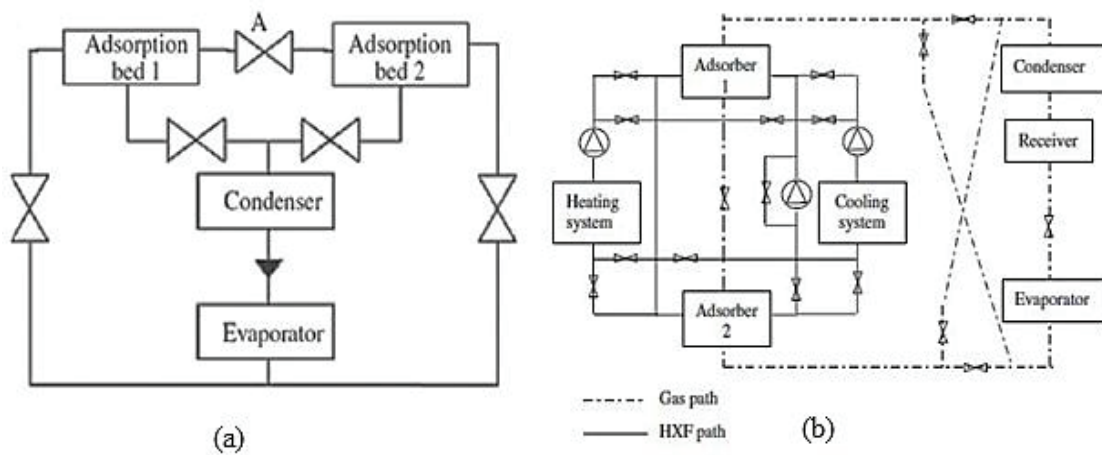 A
Adsorption
bed 1
Adsorption
bed 2
Condenser
Evaporator
(a)
Adsorber
Condenser
Receiver
Heating
system
Cooling
system
Evaporator
Adsorber
2
Gas path
HXF path
(b)